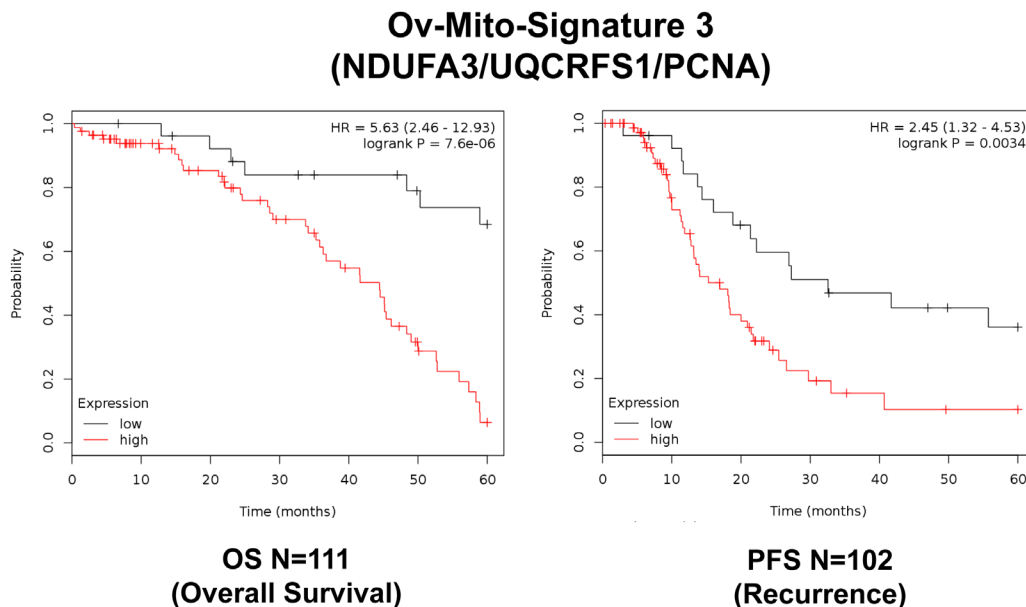 Ov-Mito-Signature 3
(NDUFA3/UQCRFS1/PCNA)
HR = 5.63 (2.46 - 12.93)
logrank P = 7.6e-06
Probability
1.0
0.8
0.6
0.4
0.2
0.0
Expression
low
high
0 10 20 30 40 50 60
Time (months)
OS N=111
(Overall Survival)
HR = 2.45 (1.32 - 4.53)
logrank P = 0.0034
Probability
1.0
0.8
0.6
0.4
0.2
0.0
Expression
low
high
0 10 20 30 40 50 60
Time (months)
PFS N=102
(Recurrence)